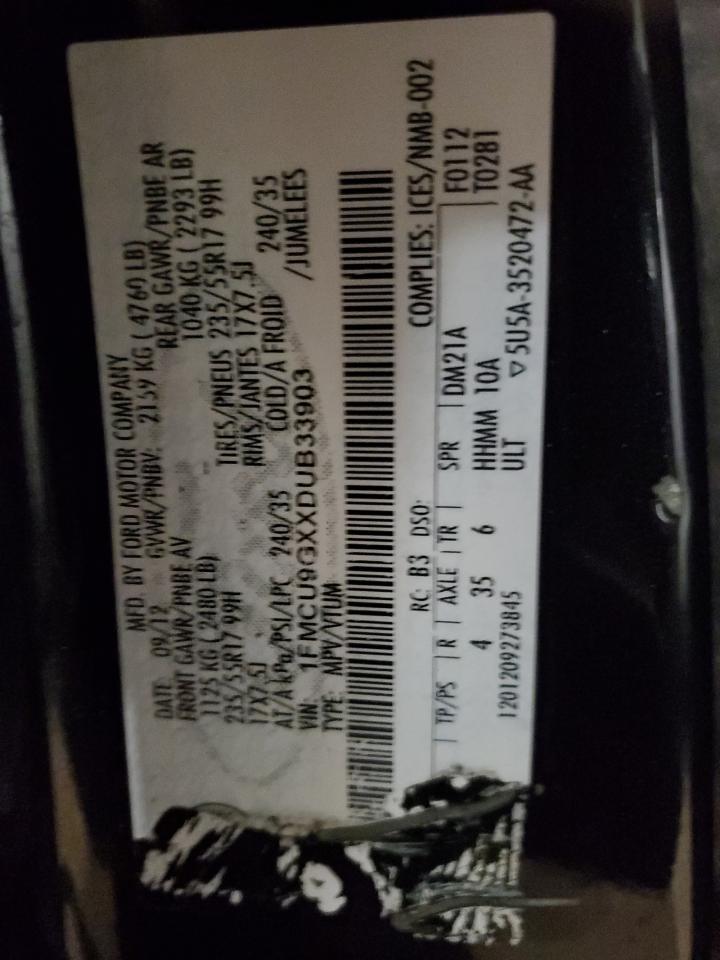 MFD. BY FORD MOTOR COMPANY
DATE: 09/12 GVWR/PNBV: 2159 KG ( 4760 LB)
FRONT GAWR/PNBE AV REAR GAWR/PNBE AR
1125 KG ( 2480 LB) 1040 KG ( 2293 LB)
235/55R17 99H TIRES/PNEUS 235/55R17 99H
17X7.5J RIMS/JANTES 17X7.5J
AT/A kPa/PSI/LPC 240/35 COLD/A FROID 240/35
VIN: 1FMCU9GXXDUB33903 /JUMELEES
TYPE: MPV/VTUM
RC: B3 DSO: COMPLIES: ICES/NMB-002
TP/PS R AXLE TR SPR DM21A F0112
4 35 6 HHMM 10A T0281
ULT
1201209273845 ▽5U5A-3520472-AA